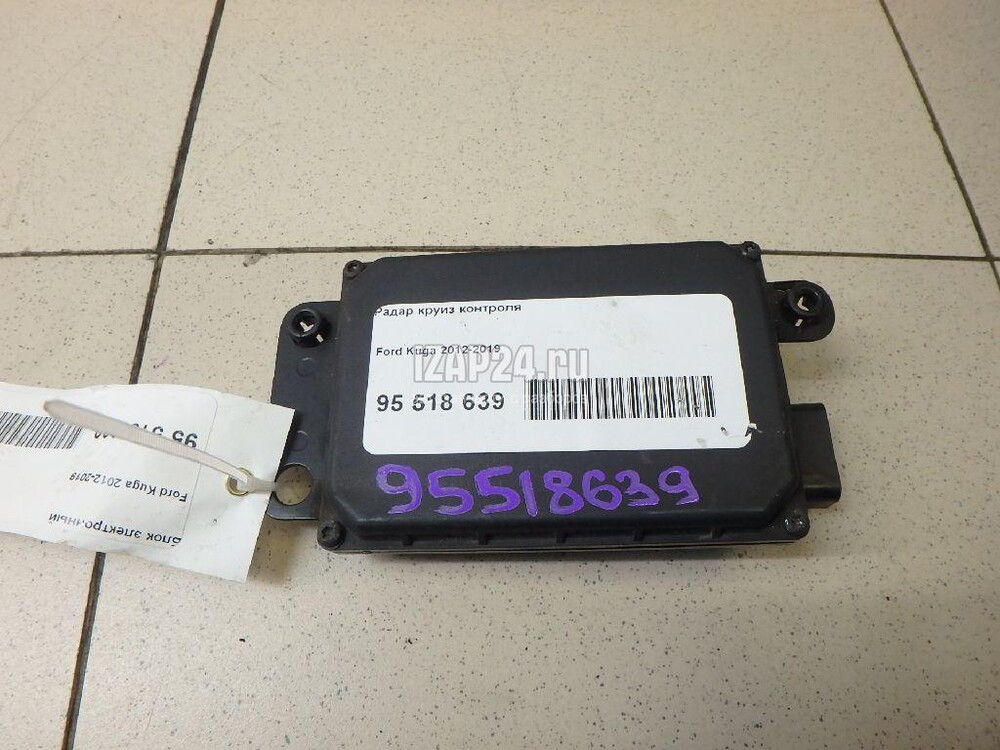 Радар круиз контроля
Ford Kuga 2012-2019
IZAP24.ru
95 518 639
с разборов
95518639
Блок электронный
Ford Kuga 2012-2019